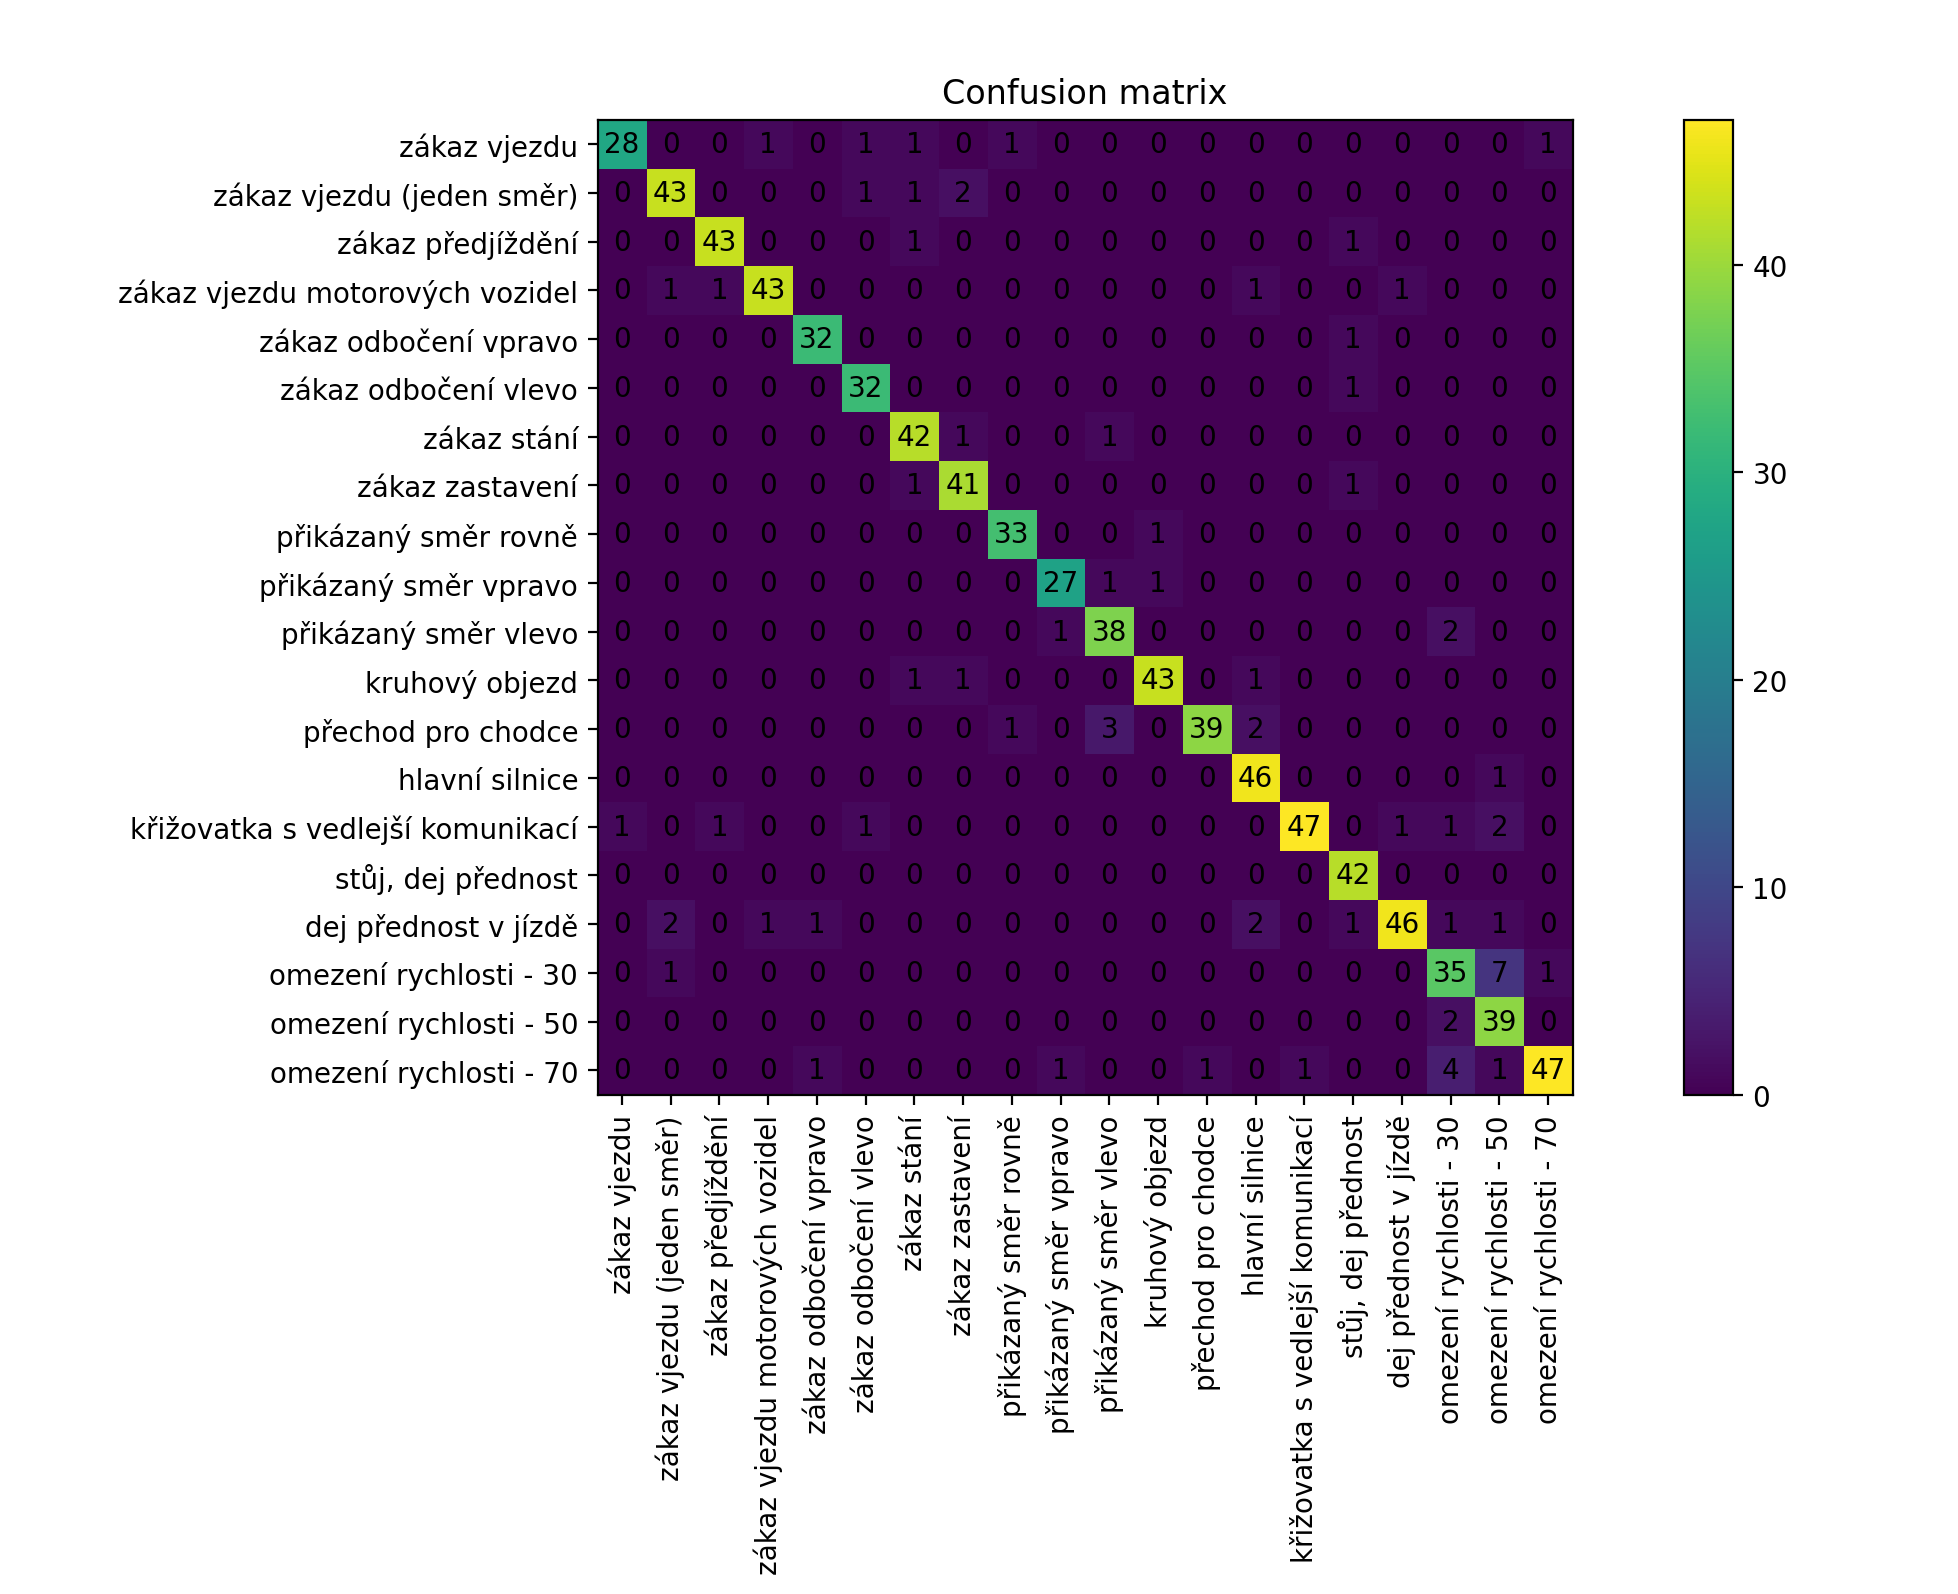 Confusion matrix
zákaz vjezdu 28 0 0 1 0 1 1 0 1 0 0 0 0 0 0 0 0 0 0 1
zákaz vjezdu (jeden směr) 0 43 0 0 0 1 1 2 0 0 0 0 0 0 0 0 0 0 0 0
zákaz předjíždění 0 0 43 0 0 0 1 0 0 0 0 0 0 0 0 1 0 0 0 0
zákaz vjezdu motorových vozidel 0 1 1 43 0 0 0 0 0 0 0 0 0 1 0 0 1 0 0 0
zákaz odbočení vpravo 0 0 0 0 32 0 0 0 0 0 0 0 0 0 0 1 0 0 0 0
zákaz odbočení vlevo 0 0 0 0 0 32 0 0 0 0 0 0 0 0 0 1 0 0 0 0
zákaz stání 0 0 0 0 0 0 42 1 0 0 1 0 0 0 0 0 0 0 0 0
zákaz zastavení 0 0 0 0 0 0 1 41 0 0 0 0 0 0 0 1 0 0 0 0
přikázaný směr rovně 0 0 0 0 0 0 0 0 33 0 0 1 0 0 0 0 0 0 0 0
přikázaný směr vpravo 0 0 0 0 0 0 0 0 0 27 1 1 0 0 0 0 0 0 0 0
přikázaný směr vlevo 0 0 0 0 0 0 0 0 0 1 38 0 0 0 0 0 0 2 0 0
kruhový objezd 0 0 0 0 0 0 1 1 0 0 0 43 0 1 0 0 0 0 0 0
přechod pro chodce 0 0 0 0 0 0 0 0 1 0 3 0 39 2 0 0 0 0 0 0
hlavní silnice 0 0 0 0 0 0 0 0 0 0 0 0 0 46 0 0 0 0 1 0
křižovatka s vedlejší komunikací 1 0 1 0 0 1 0 0 0 0 0 0 0 0 47 0 1 1 2 0
stůj, dej přednost 0 0 0 0 0 0 0 0 0 0 0 0 0 0 0 42 0 0 0 0
dej přednost v jízdě 0 2 0 1 1 0 0 0 0 0 0 0 0 2 0 1 46 1 1 0
omezení rychlosti - 30 0 1 0 0 0 0 0 0 0 0 0 0 0 0 0 0 0 35 7 1
omezení rychlosti - 50 0 0 0 0 0 0 0 0 0 0 0 0 0 0 0 0 0 2 39 0
omezení rychlosti - 70 0 0 0 0 1 0 0 0 0 1 0 0 1 0 1 0 0 4 1 47
zákaz vjezdu
zákaz vjezdu (jeden směr)
zákaz předjíždění
zákaz vjezdu motorových vozidel
zákaz odbočení vpravo
zákaz odbočení vlevo
zákaz stání
zákaz zastavení
přikázaný směr rovně
přikázaný směr vpravo
přikázaný směr vlevo
kruhový objezd
přechod pro chodce
hlavní silnice
křižovatka s vedlejší komunikací
stůj, dej přednost
dej přednost v jízdě
omezení rychlosti - 30
omezení rychlosti - 50
omezení rychlosti - 70
40
30
20
10
0